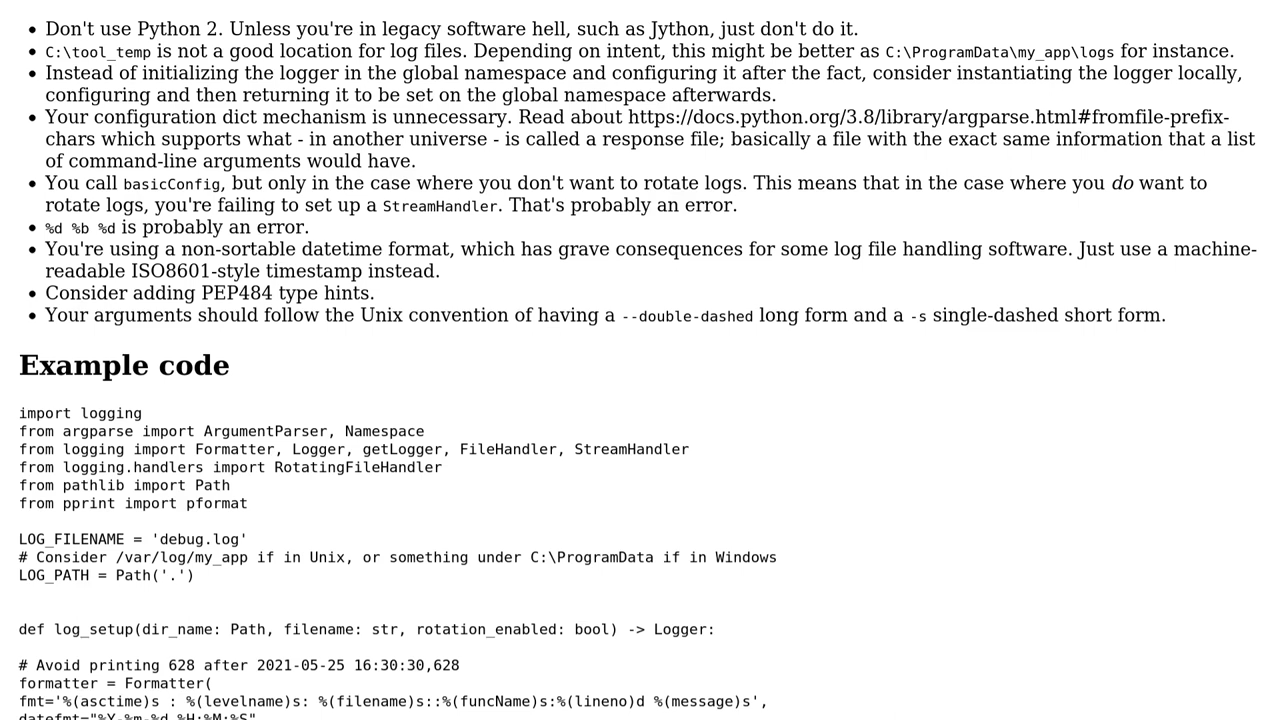 • Don't use Python 2. Unless you're in legacy software hell, such as Jython, just don't do it.
• C:\tool_temp is not a good location for log files. Depending on intent, this might be better as C:\ProgramData\my_app\logs for instance.
• Instead of initializing the logger in the global namespace and configuring it after the fact, consider instantiating the logger locally,
configuring and then returning it to be set on the global namespace afterwards.
• Your configuration dict mechanism is unnecessary. Read about https://docs.python.org/3.8/library/argparse.html#fromfile-prefix-
chars which supports what - in another universe - is called a response file; basically a file with the exact same information that a list
of command-line arguments would have.
• You call basicConfig, but only in the case where you don't want to rotate logs. This means that in the case where you do want to
rotate logs, you're failing to set up a StreamHandler. That's probably an error.
• %d %b %d is probably an error.
• You're using a non-sortable datetime format, which has grave consequences for some log file handling software. Just use a machine-
readable ISO8601-style timestamp instead.
• Consider adding PEP484 type hints.
• Your arguments should follow the Unix convention of having a --double-dashed long form and a -s single-dashed short form.
Example code
import logging
from argparse import ArgumentParser, Namespace
from logging import Formatter, Logger, getLogger, FileHandler, StreamHandler
from logging.handlers import RotatingFileHandler
from pathlib import Path
from pprint import pformat
LOG_FILENAME = 'debug.log'
# Consider /var/log/my_app if in Unix, or something under C:\ProgramData if in Windows
LOG_PATH = Path('.')
def log_setup(dir_name: Path, filename: str, rotation_enabled: bool) -> Logger:
# Avoid printing 628 after 2021-05-25 16:30:30,628
formatter = Formatter(
fmt='%(asctime)s : %(levelname)s: %(filename)s::%(funcName)s:%(lineno)d %(message)s',
datefmt="%Y-%m-%d %H:%M:%S"